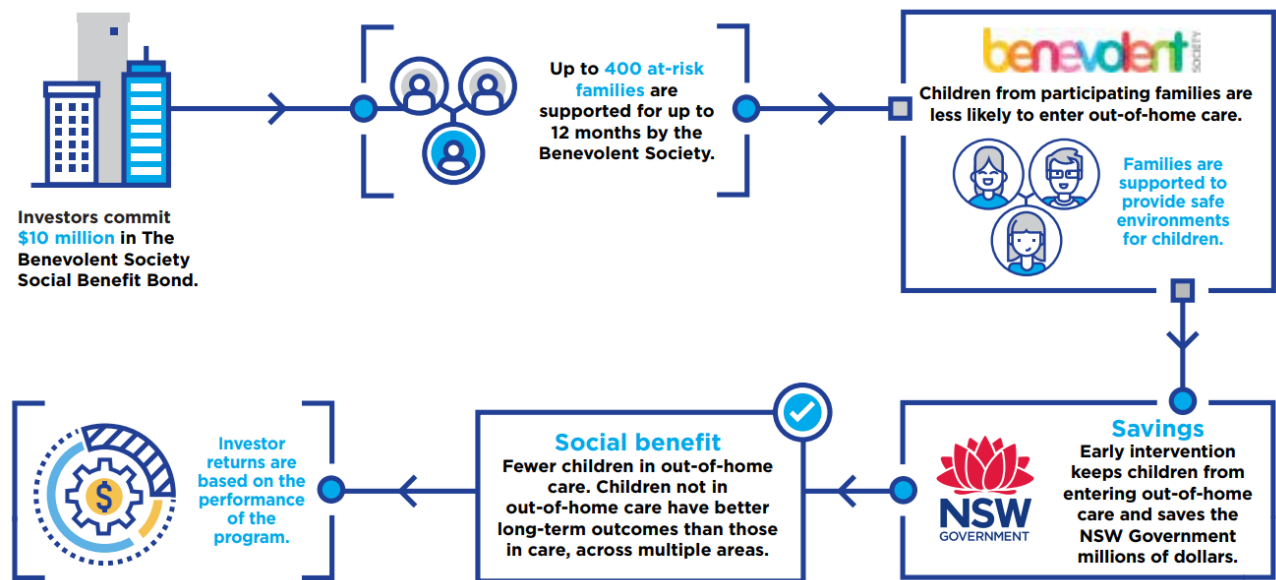 Investors commit
$10 million in The
Benevolent Society
Social Benefit Bond.
Up to 400 at-risk
families are
supported for up to
12 months by the
Benevolent Society.
benevolent
SOCIETY
Children from participating families are
less likely to enter out-of-home care.
Families are
supported to
provide safe
environments
for children.
Savings
Early intervention
keeps children from
entering out-of-home
care and saves the
NSW Government
millions of dollars.
NSW
GOVERNMENT
Social benefit
Fewer children in out-of-home
care. Children not in
out-of-home care have better
long-term outcomes than those
in care, across multiple areas.
Investor
returns are
based on the
performance
of the
program.
$